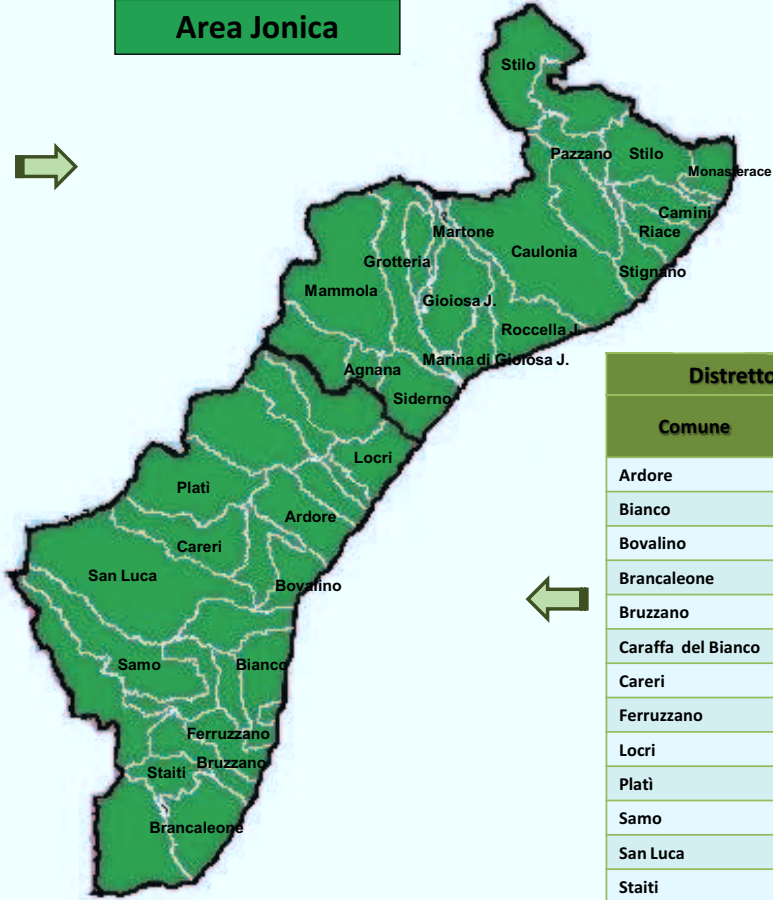 Area Jonica
Stilo
Pazzano
Stilo
Monasterace
Camini
Riace
Martone
Caulonia
Grotteria
Stignano
Mammola
Gioiosa J.
Roccella J.
Marina di Gioiosa J.
Agnana
Siderno
Locri
Platì
Ardore
Careri
San Luca
Bovalino
Samo
Bianco
Ferruzzano
Bruzzano
Staiti
Brancaleone
Distretto
Comune
Ardore
Bianco
Bovalino
Brancaleone
Bruzzano
Caraffa del Bianco
Careri
Ferruzzano
Locri
Platì
Samo
San Luca
Staiti